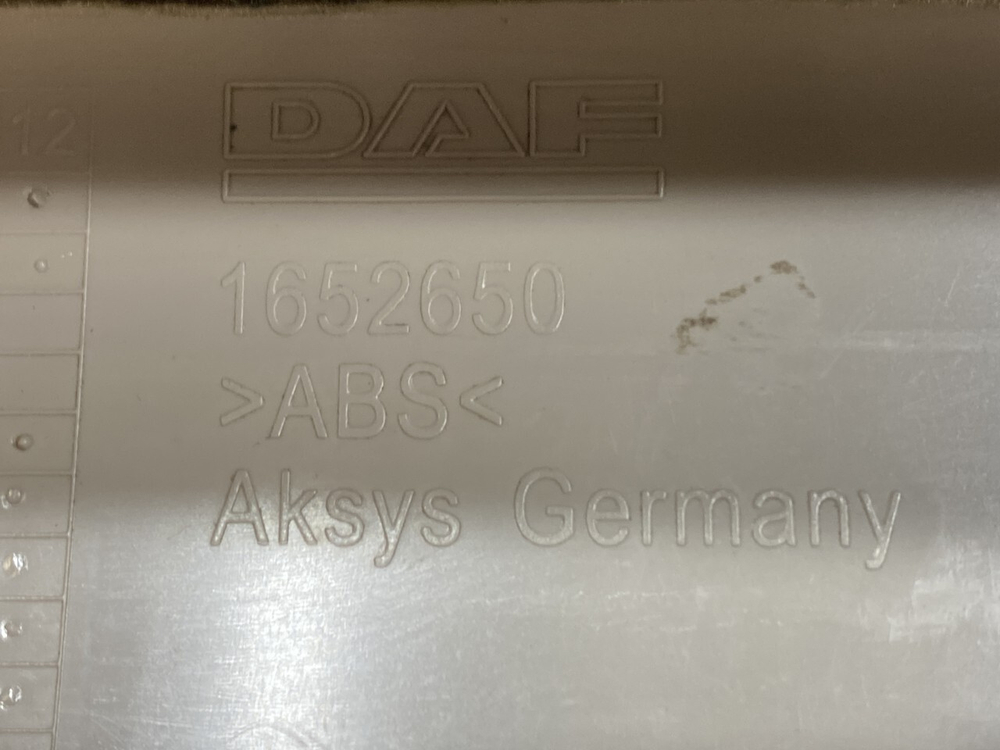 12
DAF
1652650
>ABS<
Aksys Germany